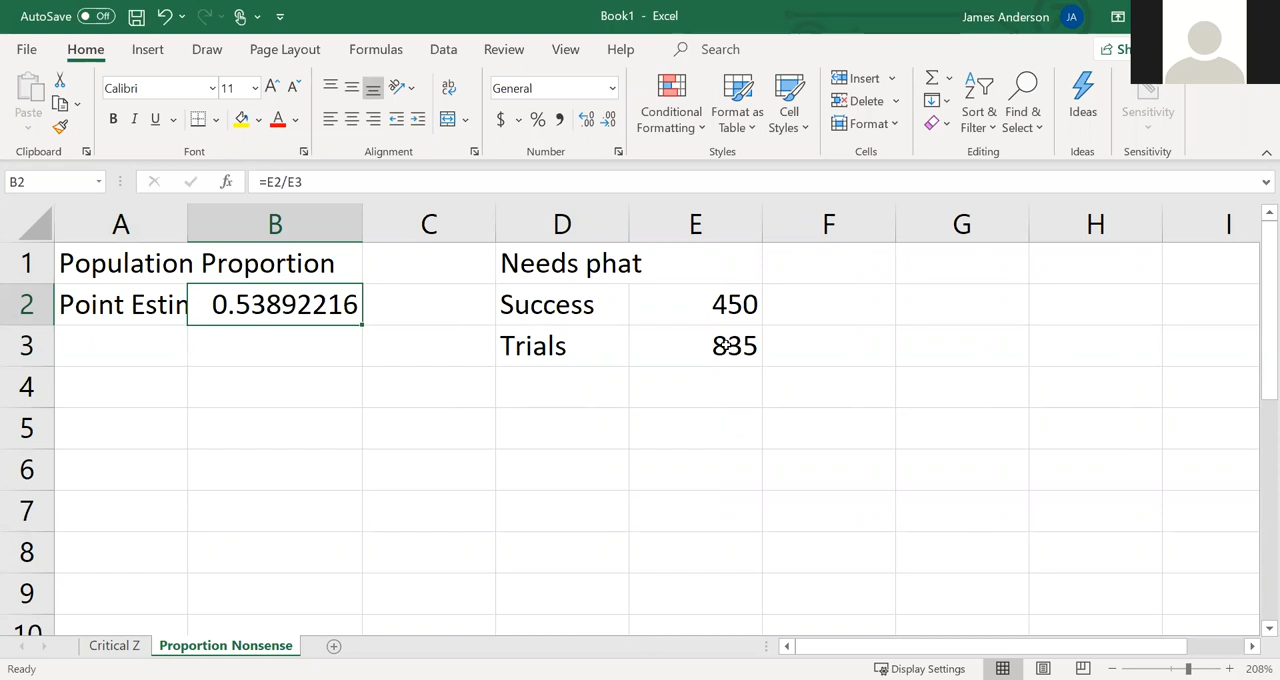 AutoSave Off Book1 - Excel James Anderson JA
File Home Insert Draw Page Layout Formulas Data Review View Help Search Sh
Paste Calibri 11 General Conditional Formatting Format as Table Cell Styles Insert Delete Format Sort & Filter Find & Select Ideas Sensitivity
Clipboard Font Alignment Number Styles Cells Editing Ideas Sensitivity
B2 fx =E2/E3
A B C D E F G H I
1 Population Proportion Needs phat
2 Point Estin 0.53892216 Success 450
3 Trials 835
4
5
6
7
8
9
10
Critical Z Proportion Nonsense
Ready Display Settings 208%